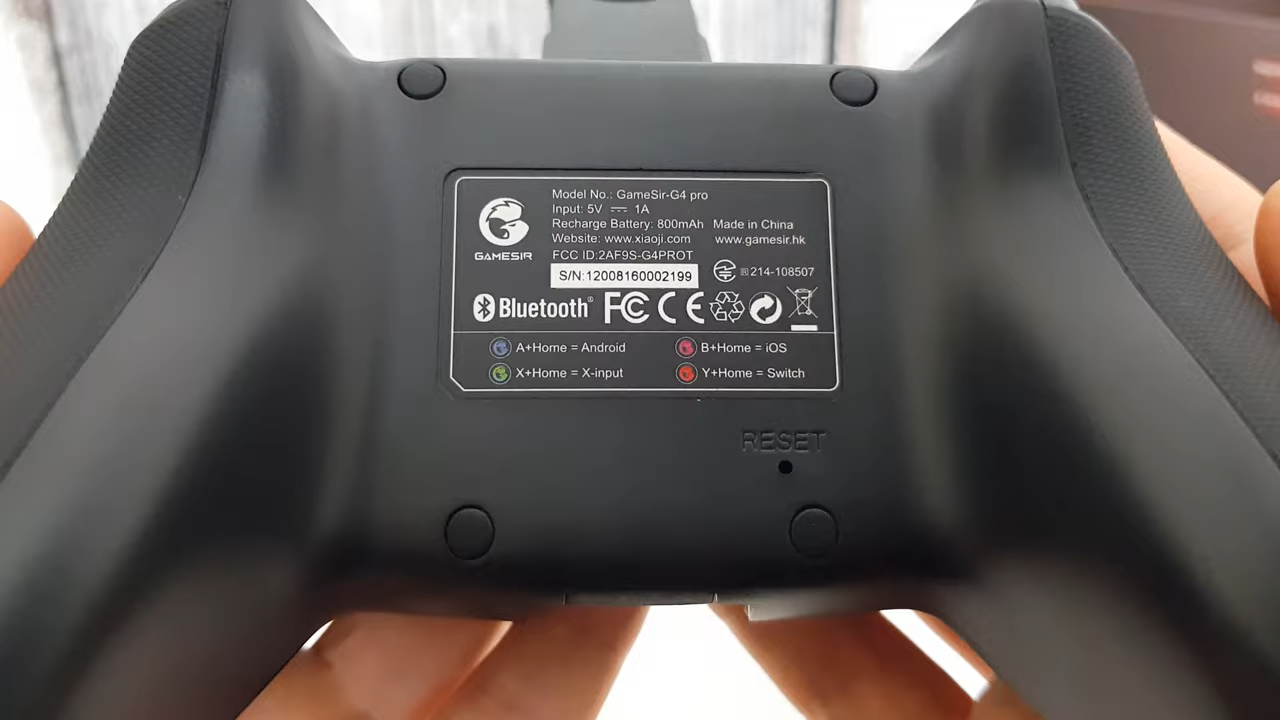 Model No.: GameSir-G4 pro
Input: 5V ⎓ 1A
Recharge Battery: 800mAh Made in China
Website: www.xiaoji.com www.gamesir.hk
GAMESIR
FCC ID:2AF9S-G4PROT
S/N:12008160002199
R 214-108507
Bluetooth® FC CE
A+Home = Android B+Home = iOS
X+Home = X-input Y+Home = Switch
RESET